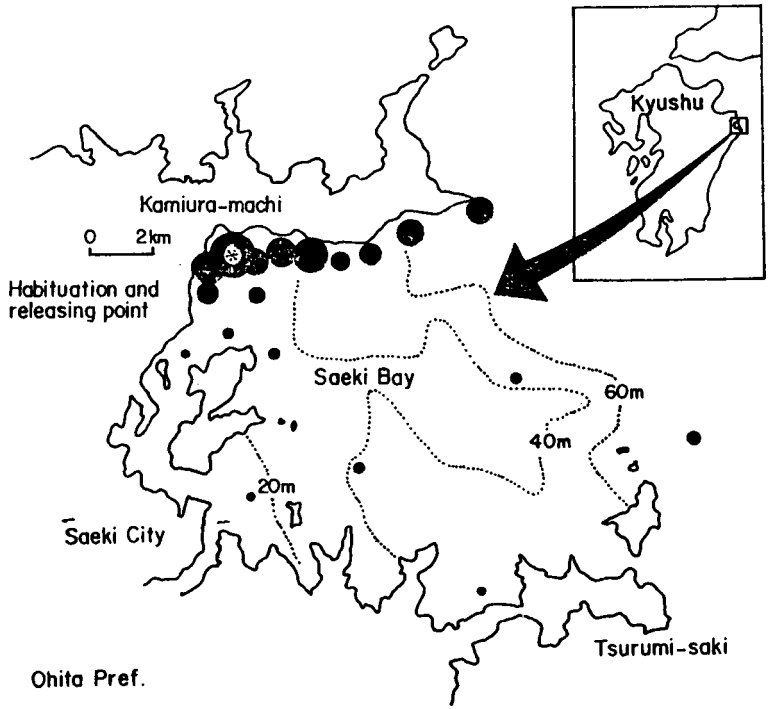 Kyushu
Kamiura-machi
0 2km
Habituation and
releasing point
Saeki Bay
60m
40m
20m
Saeki City
Tsurumi-saki
Ohita Pref.